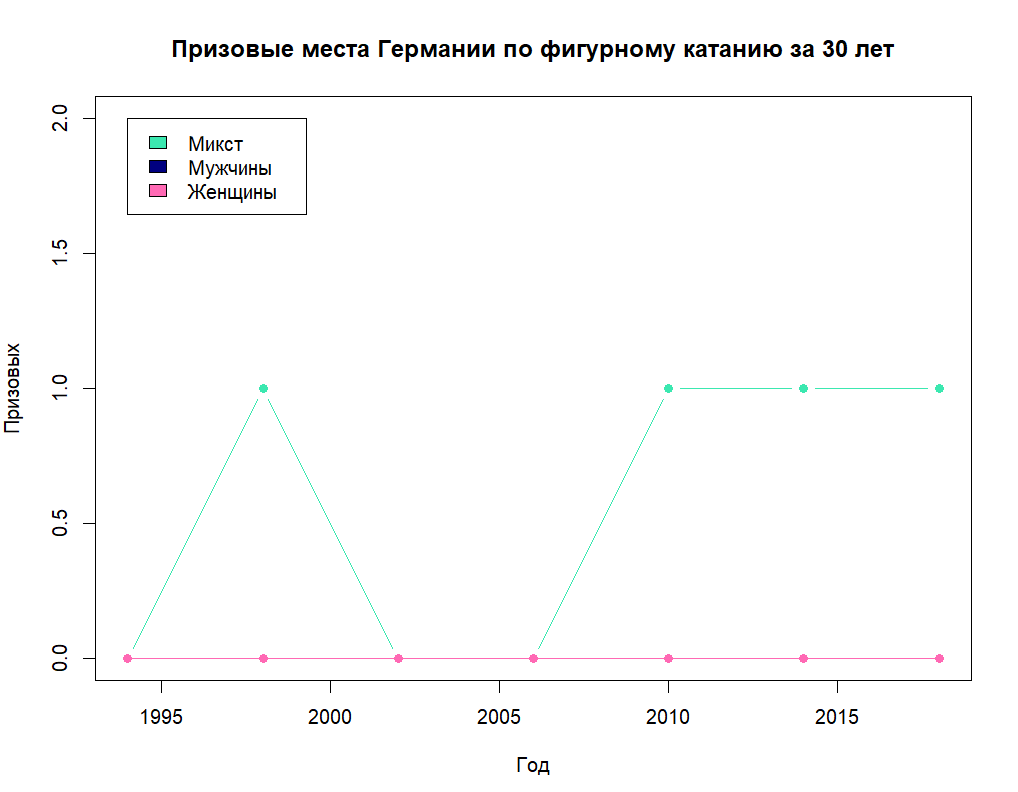 Призовые места Германии по фигурному катанию за 30 лет
Микст
Мужчины
Женщины
Призовых
2.0
1.5
1.0
0.5
0.0
1995 2000 2005 2010 2015
Год